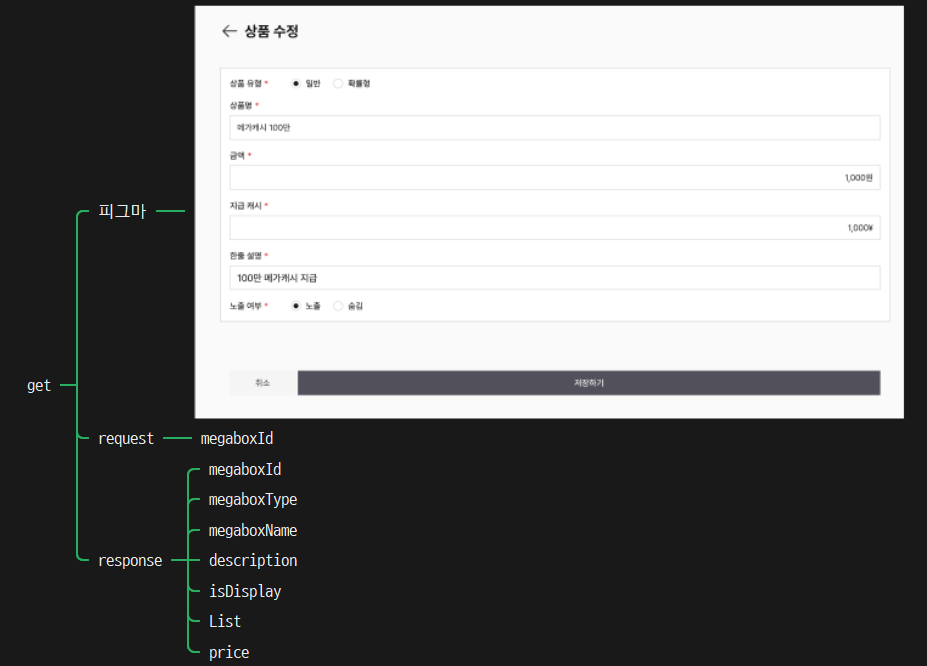 ← 상품 수정
상품 유형 * 일반 확률형
상품명 *
메가캐시 100만
금액 *
1,000원
지급 캐시 *
1,000¥
한줄 설명 *
100만 메가캐시 지급
노출 여부 * 노출 숨김
취소 저장하기
피그마
get
request megaboxId
megaboxId
megaboxType
megaboxName
response description
isDisplay
List
price